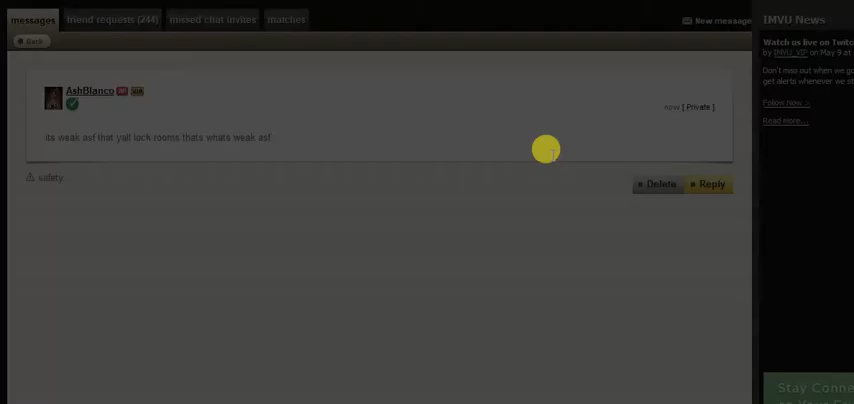 messages friend requests (244) missed chat invites matches New message
Back
AshBlanco
now [ Private ]
its weak asf that yall lock rooms thats whats weak asf.
safety
Delete Reply
IMVU News
Watch us live on Twitch
by IMVU_VIP on May 9 at
Don't miss out when we go
get alerts whenever we st
Follow Now >
Read more...
Stay Conne